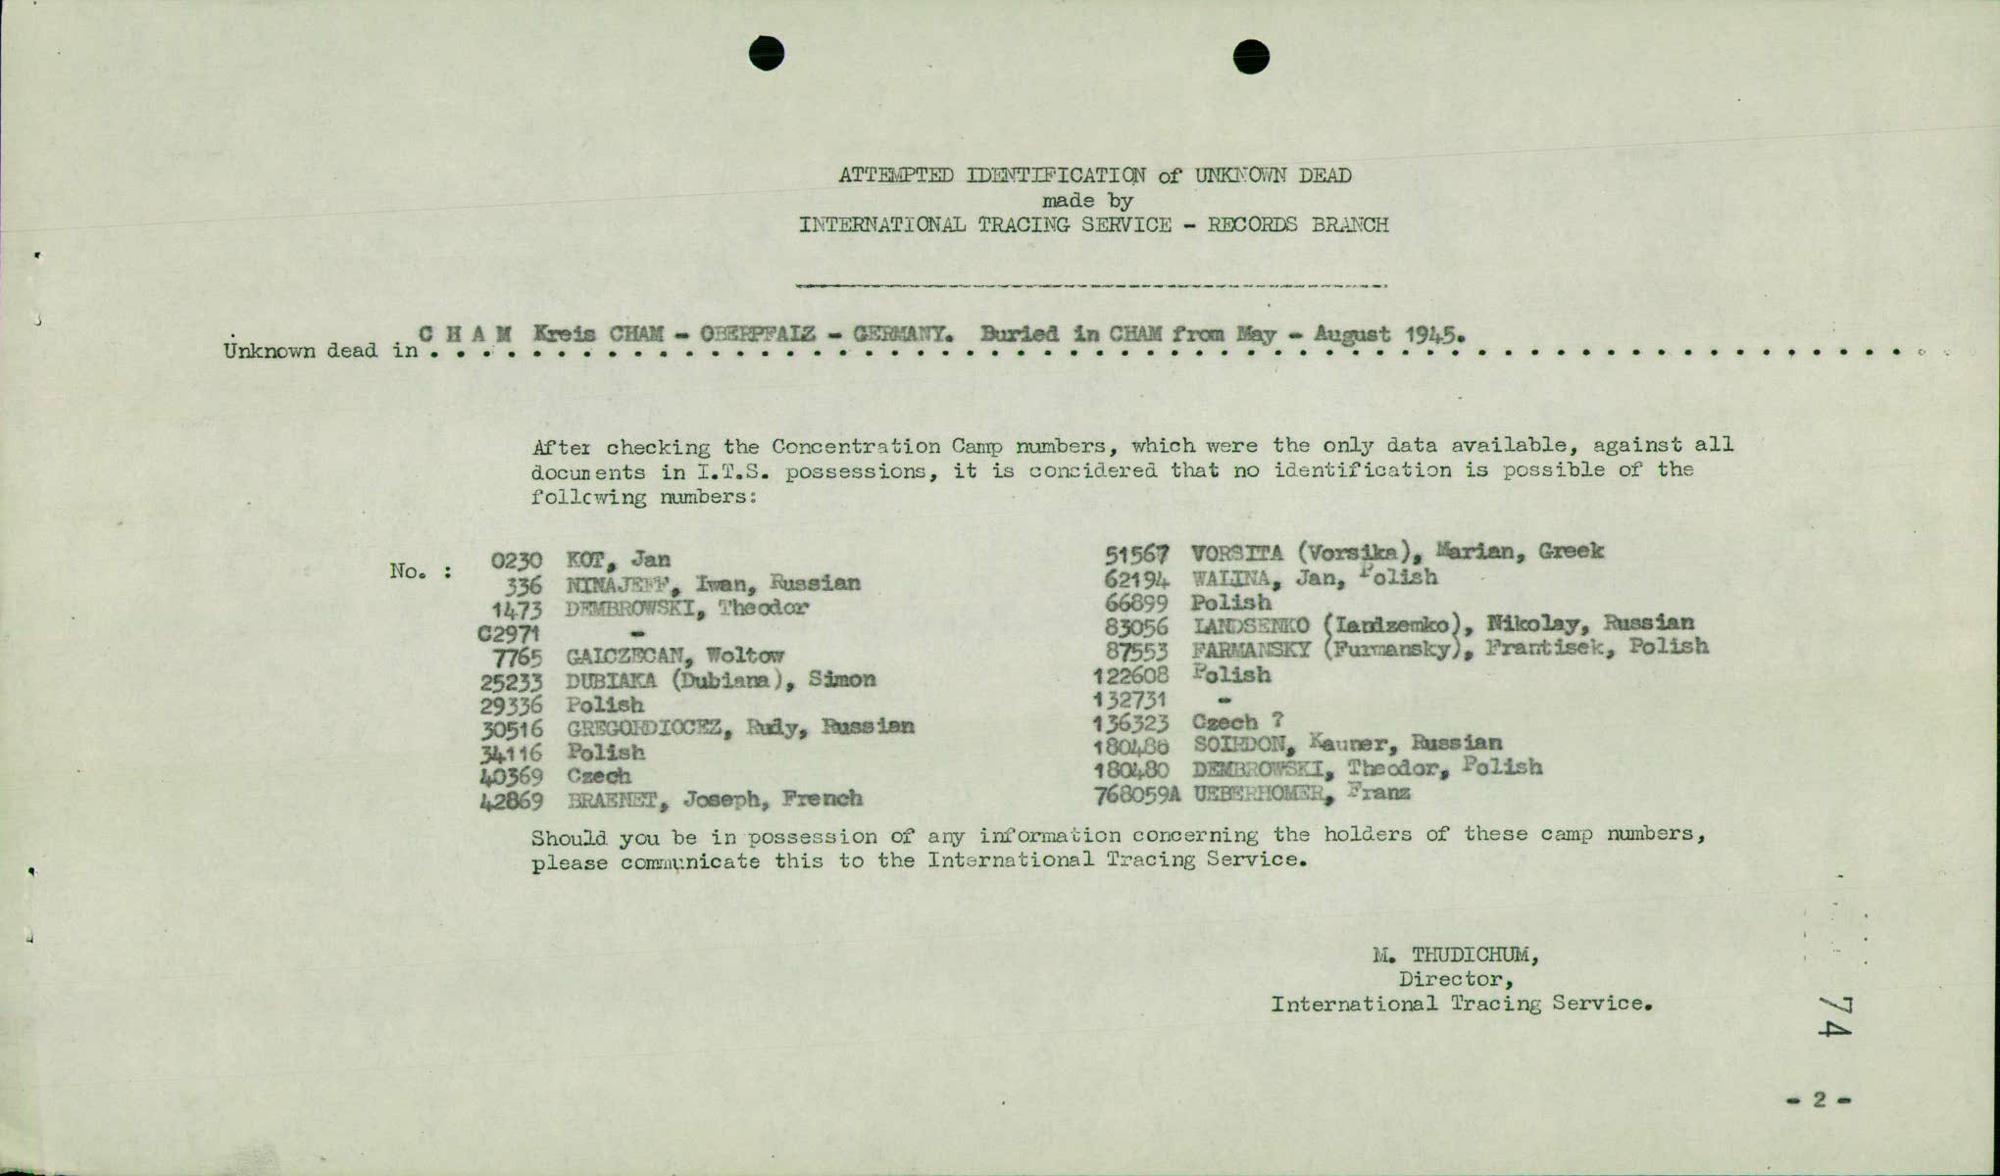 ATTEMPTED IDENTIFICATION of UNKNOWN DEAD
made by
INTERNATIONAL TRACING SERVICE - RECORDS BRANCH
C H A M Kreis CHAM - OBERPFALZ - GERMANY. Buried in CHAM from May - August 1945.
Unknown dead in
After checking the Concentration Camp numbers, which were the only data available, against all
documents in I.T.S. possessions, it is concidered that no identification is possible of the
following numbers:
No. :
0230 KOT, Jan
336 NINAJEFF, Iwan, Russian
1473 DEMBROWSKI, Theodor
C2971 -
7765 GAICZECAN, Woltow
25233 DUBIAKA (Dubiana), Simon
29336 Polish
30516 GREGORDIOCEZ, Rudy, Russian
34116 Polish
40369 Czech
42869 BRAENET, Joseph, French
51567 VORSITA (Vorsika), Marian, Greek
62194 WALINA, Jan, Polish
66899 Polish
83056 LANDSENKO (Landzemko), Nikolay, Russian
87553 FARMANSKY (Furmansky), Frantisek, Polish
122608 Polish
132731 -
136323 Czech ?
Kauner, Russian
180480 DEMBROWSKI, Theodor, Polish
768059A UEBERHOMER, Franz
Should you be in possession of any information concerning the holders of these camp numbers,
please communicate this to the International Tracing Service.
M. THUDICHUM,
Director,
International Tracing Service.
74
- 2 -